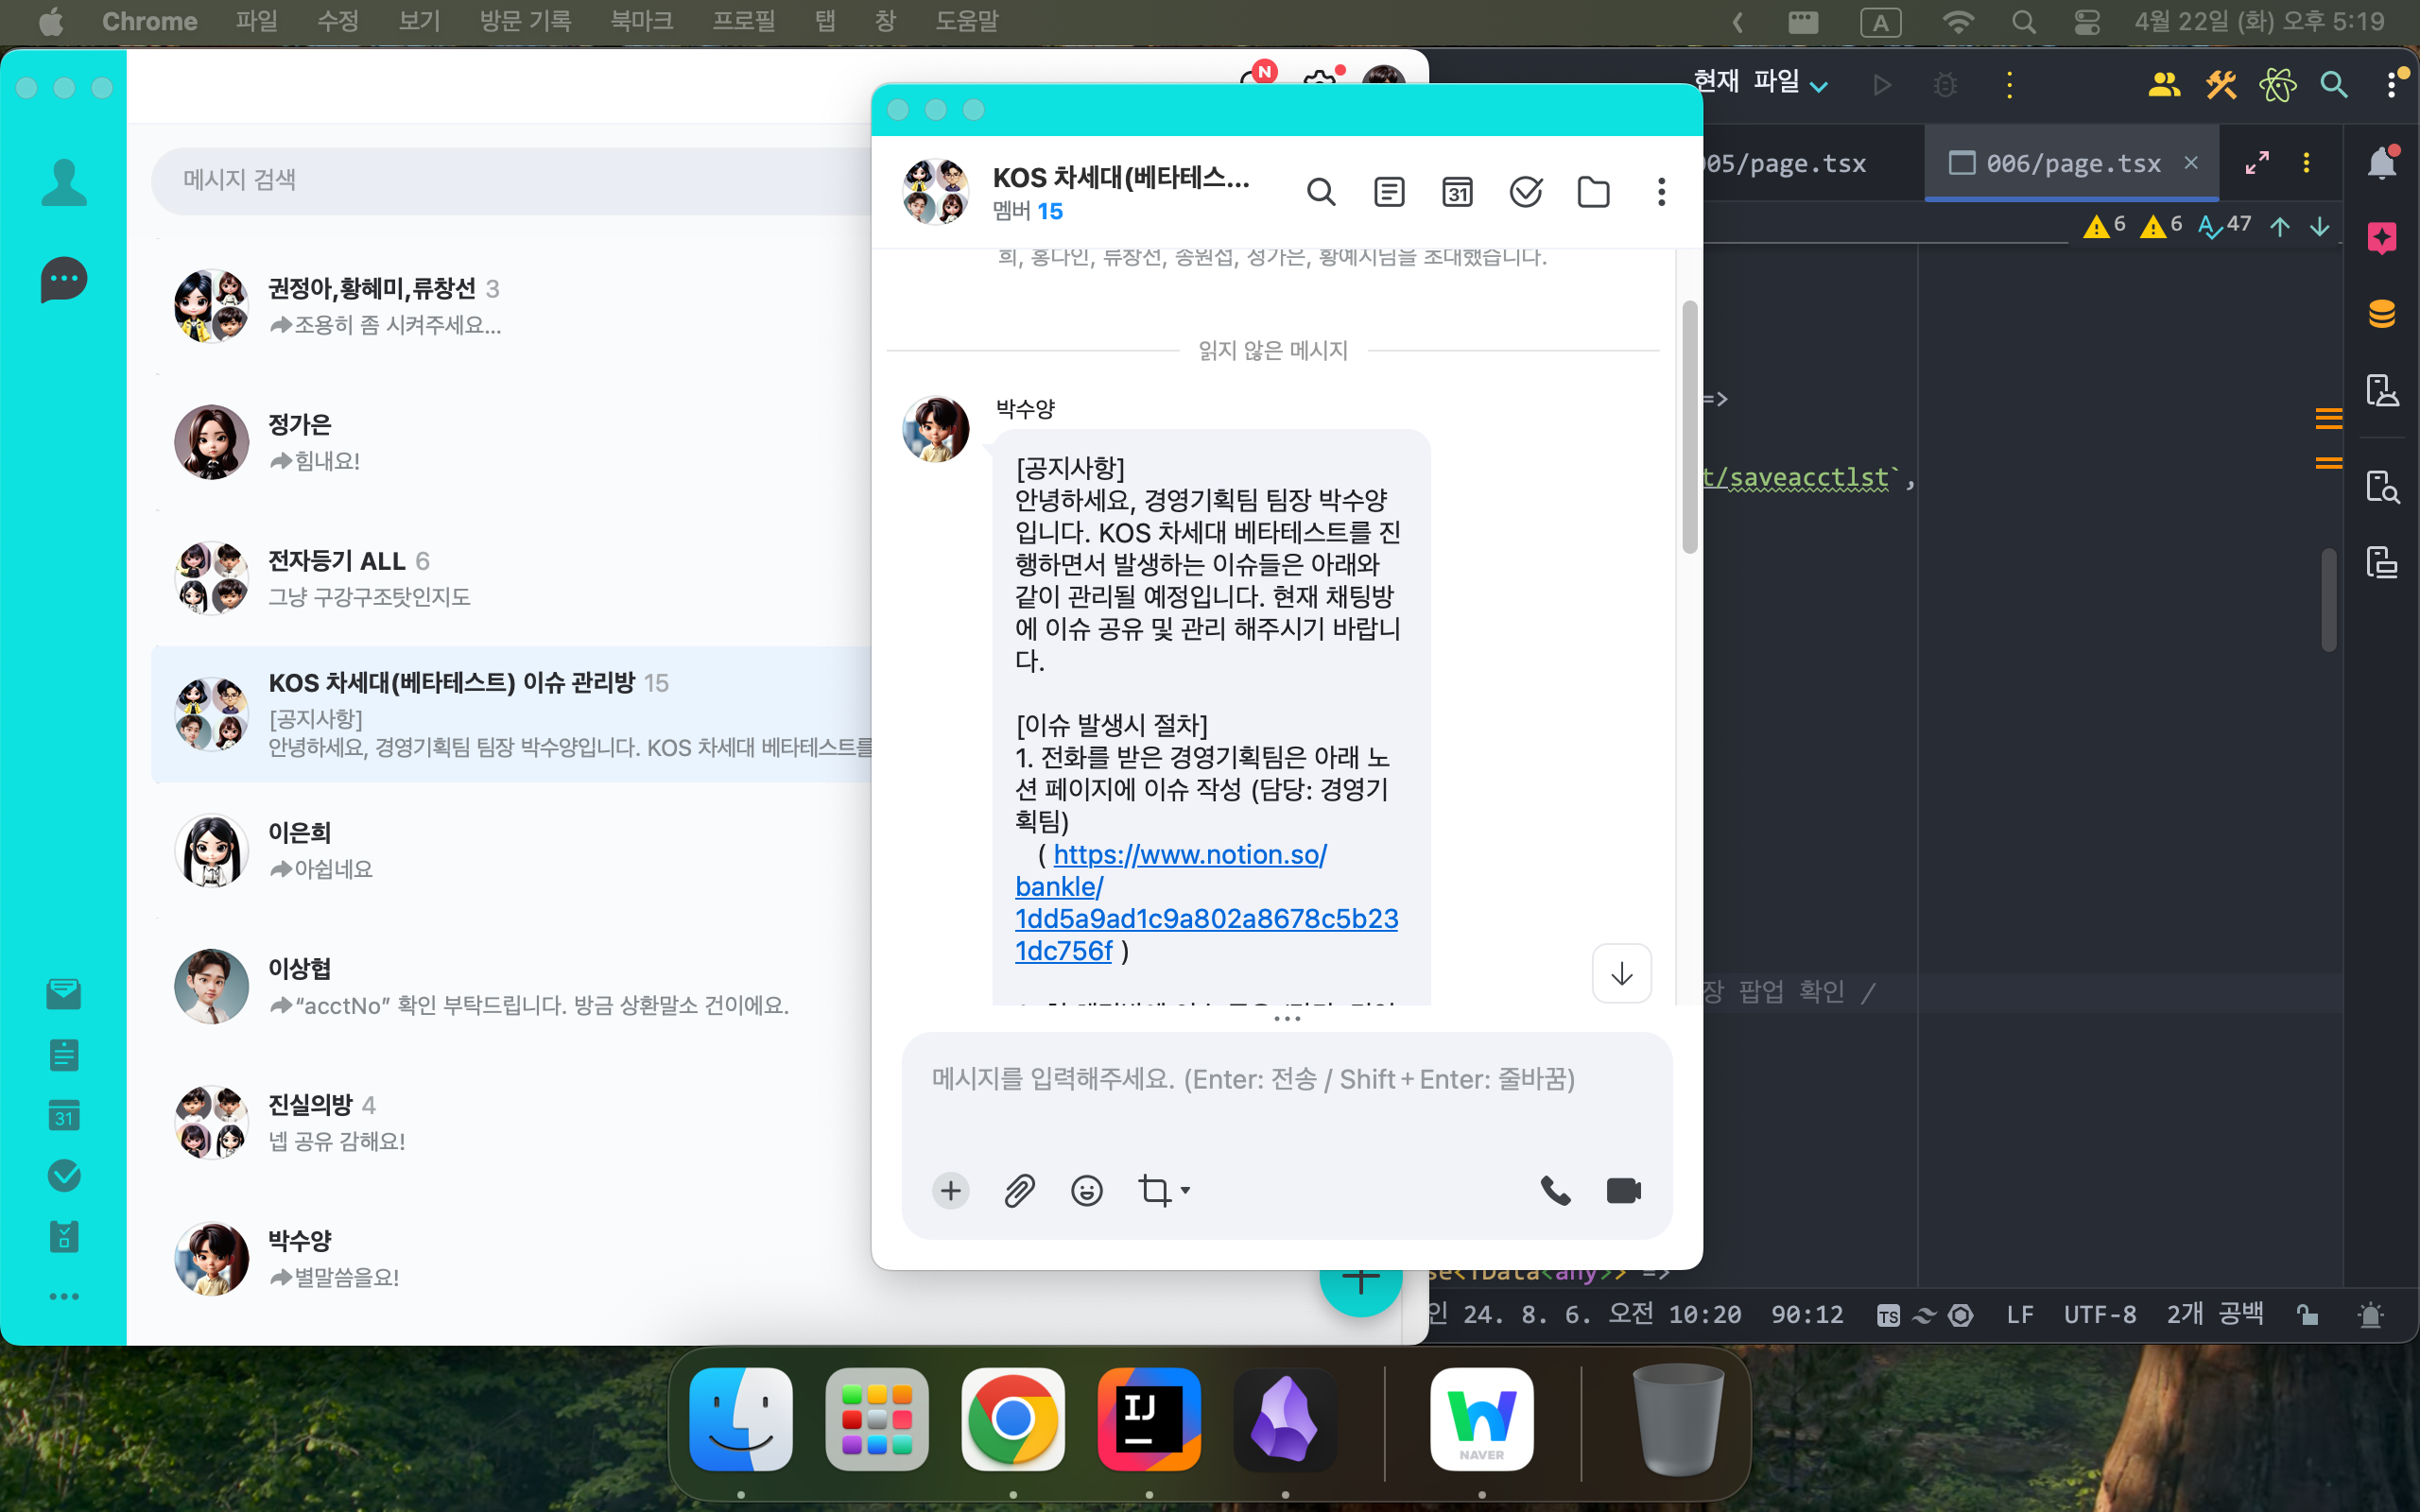 Chrome 파일 수정 보기 방문 기록 북마크 프로필 탭 창 도움말
A 4월 22일 (화) 오후 5:19
N
메시지 검색
권정아,황혜미,류창선 3
조용히 좀 시켜주세요...
정가은
힘내요!
전자등기 ALL 6
그냥 구강구조탓인지도
KOS 차세대(베타테스트) 이슈 관리방 15
[공지사항]
안녕하세요, 경영기획팀 팀장 박수양입니다. KOS 차세대 베타테스트를
이은희
아쉽네요
이상협
“acctNo” 확인 부탁드립니다. 방금 상환말소 건이에요.
진실의방 4
넵 공유 감해요!
박수양
별말씀을요!
31
KOS 차세대(베타테스...
멤버 15
31
희, 홍다인, 류창선, 송원섭, 정가은, 황예지님을 초대했습니다.
읽지 않은 메시지
박수양
[공지사항]
안녕하세요, 경영기획팀 팀장 박수양
입니다. KOS 차세대 베타테스트를 진
행하면서 발생하는 이슈들은 아래와
같이 관리될 예정입니다. 현재 채팅방
에 이슈 공유 및 관리 해주시기 바랍니
다.
[이슈 발생시 절차]
1. 전화를 받은 경영기획팀은 아래 노
션 페이지에 이슈 작성 (담당: 경영기
획팀)
( https://www.notion.so/
bankle/
1dd5a9ad1c9a802a8678c5b23
1dc756f )
메시지를 입력해주세요. (Enter: 전송 / Shift+Enter: 줄바꿈)
현재 파일
005/page.tsx
006/page.tsx
6 6 47
=>
t/saveacctlst`,
장 팝업 확인 /
se<TData<any>> =>
인 24. 8. 6. 오전 10:20 90:12 TS LF UTF-8 2개 공백
IJ
NAVER